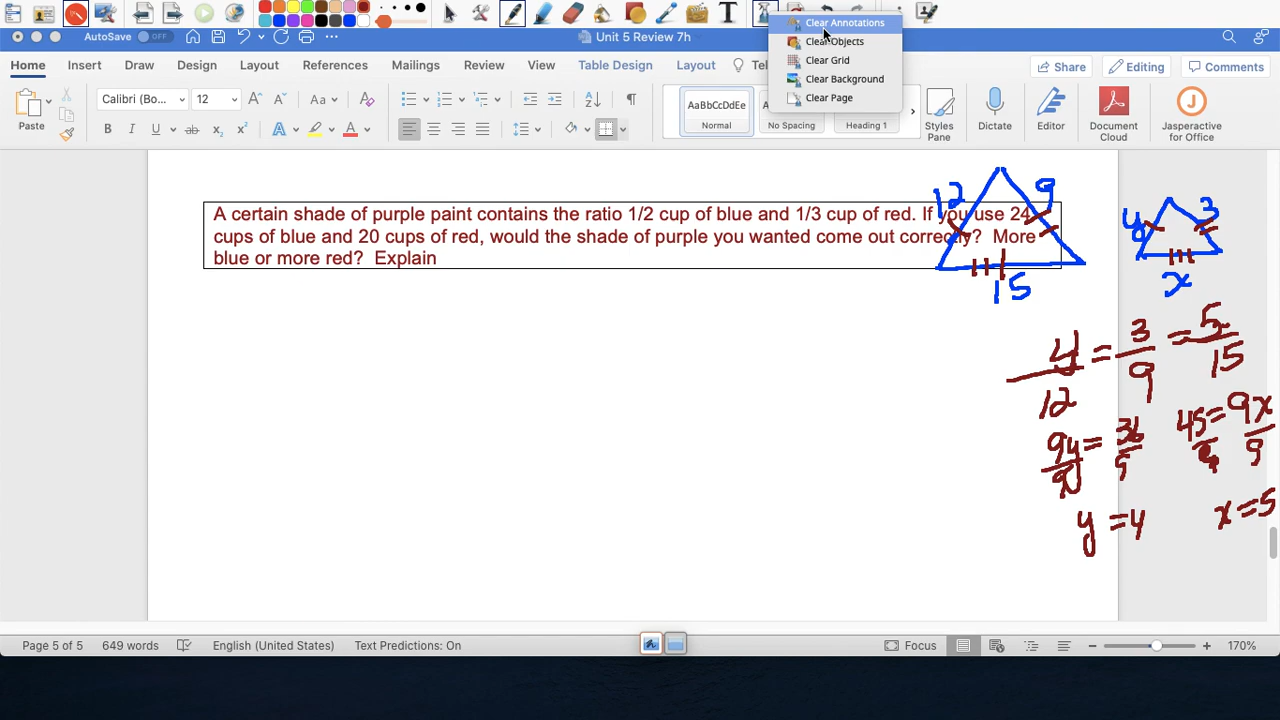 Clear Annotations
AutoSave OFF
Unit 5 Review 7h
Clear Objects
Home Insert Draw Design Layout References Mailings Review View Table Design Layout
Clear Grid
Share Editing Comments
Clear Background
Clear Page
Paste
Calibri (Bo... 12
AaBbCcDdEe
Normal
No Spacing
Heading 1
Styles Pane
Dictate
Editor
Document Cloud
Jasperactive for Office
A certain shade of purple paint contains the ratio 1/2 cup of blue and 1/3 cup of red. If you use 24
cups of blue and 20 cups of red, would the shade of purple you wanted come out correctly? More
blue or more red? Explain
12 9
15
3
x
4/12 = 3/9 = 5/15
9y/9 = 36/9
45/9 = 9x/9
y = 4
x = 5
Page 5 of 5 649 words English (United States) Text Predictions: On Focus 170%